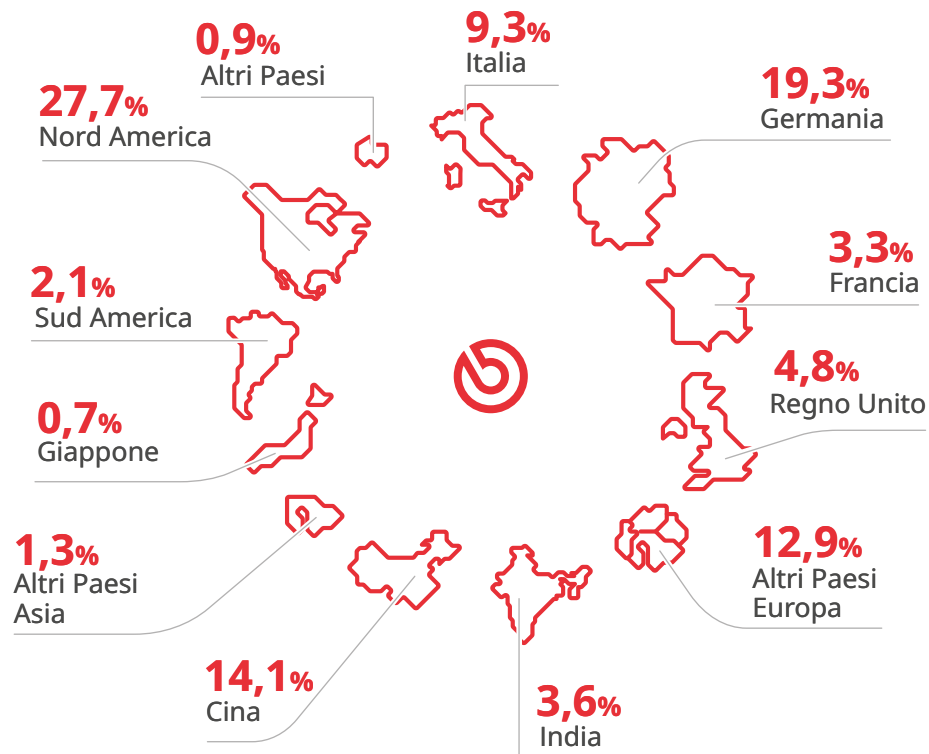 0,9%
Altri Paesi
9,3%
Italia
19,3%
Germania
27,7%
Nord America
3,3%
Francia
2,1%
Sud America
4,8%
Regno Unito
0,7%
Giappone
12,9%
Altri Paesi
Europa
1,3%
Altri Paesi
Asia
14,1%
Cina
3,6%
India